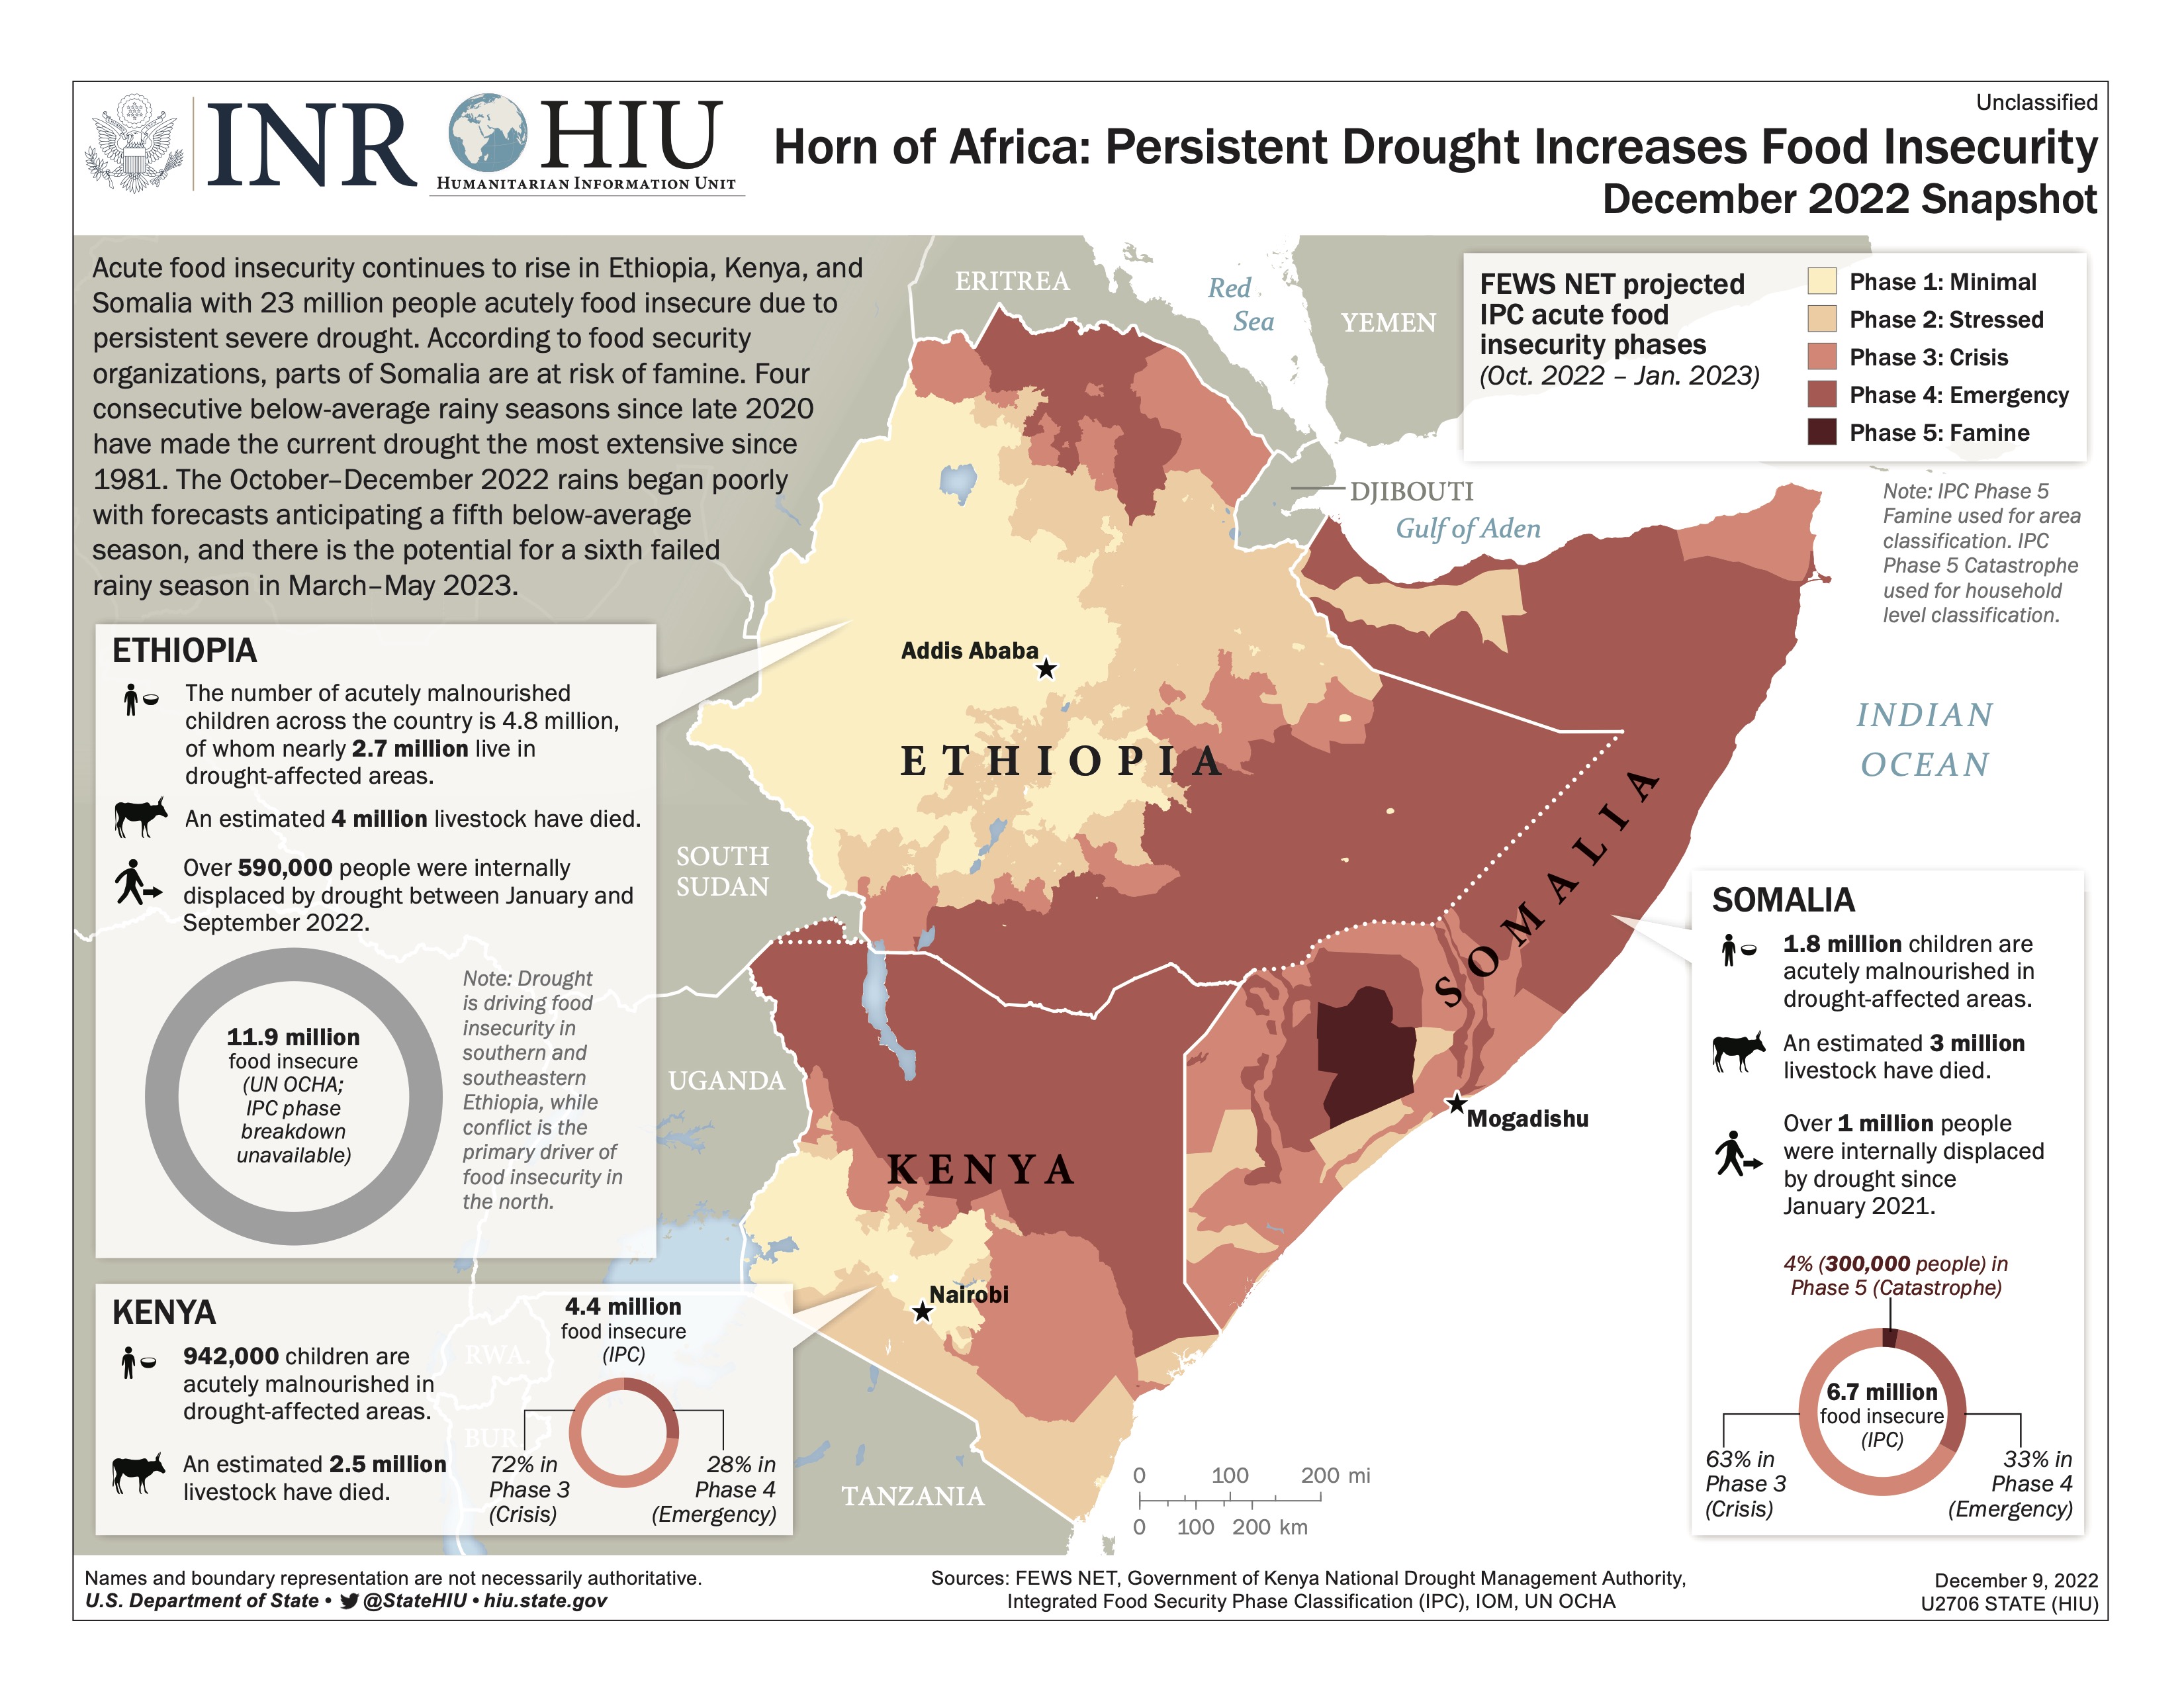 INR
HIU
HUMANITARIAN INFORMATION UNIT
Unclassified
Horn of Africa: Persistent Drought Increases Food Insecurity
December 2022 Snapshot
Acute food insecurity continues to rise in Ethiopia, Kenya, and
Somalia with 23 million people acutely food insecure due to
persistent severe drought. According to food security
organizations, parts of Somalia are at risk of famine. Four
consecutive below-average rainy seasons since late 2020
have made the current drought the most extensive since
1981. The October–December 2022 rains began poorly
with forecasts anticipating a fifth below-average
season, and there is the potential for a sixth failed
rainy season in March–May 2023.
FEWS NET projected
IPC acute food
insecurity phases
(Oct. 2022 – Jan. 2023)
Phase 1: Minimal
Phase 2: Stressed
Phase 3: Crisis
Phase 4: Emergency
Phase 5: Famine
Note: IPC Phase 5
Famine used for area
classification. IPC
Phase 5 Catastrophe
used for household
level classification.
ERITREA
Red
Sea
YEMEN
DJIBOUTI
Gulf of Aden
Addis Ababa
ETHIOPIA
INDIAN
OCEAN
SOMALIA
SOUTH
SUDAN
UGANDA
KENYA
Mogadishu
Nairobi
RWA.
BUR.
TANZANIA
ETHIOPIA
The number of acutely malnourished
children across the country is 4.8 million,
of whom nearly 2.7 million live in
drought-affected areas.
An estimated 4 million livestock have died.
Over 590,000 people were internally
displaced by drought between January and
September 2022.
11.9 million
food insecure
(UN OCHA;
IPC phase
breakdown
unavailable)
Note: Drought
is driving food
insecurity in
southern and
southeastern
Ethiopia, while
conflict is the
primary driver of
food insecurity in
the north.
KENYA
942,000 children are
acutely malnourished in
drought-affected areas.
An estimated 2.5 million
livestock have died.
4.4 million
food insecure
(IPC)
72% in
Phase 3
(Crisis)
28% in
Phase 4
(Emergency)
SOMALIA
1.8 million children are
acutely malnourished in
drought-affected areas.
An estimated 3 million
livestock have died.
Over 1 million people
were internally displaced
by drought since
January 2021.
4% (300,000 people) in
Phase 5 (Catastrophe)
6.7 million
food insecure
(IPC)
63% in
Phase 3
(Crisis)
33% in
Phase 4
(Emergency)
0 100 200 mi
0 100 200 km
Names and boundary representation are not necessarily authoritative.
U.S. Department of State • @StateHIU • hiu.state.gov
Sources: FEWS NET, Government of Kenya National Drought Management Authority,
Integrated Food Security Phase Classification (IPC), IOM, UN OCHA
December 9, 2022
U2706 STATE (HIU)